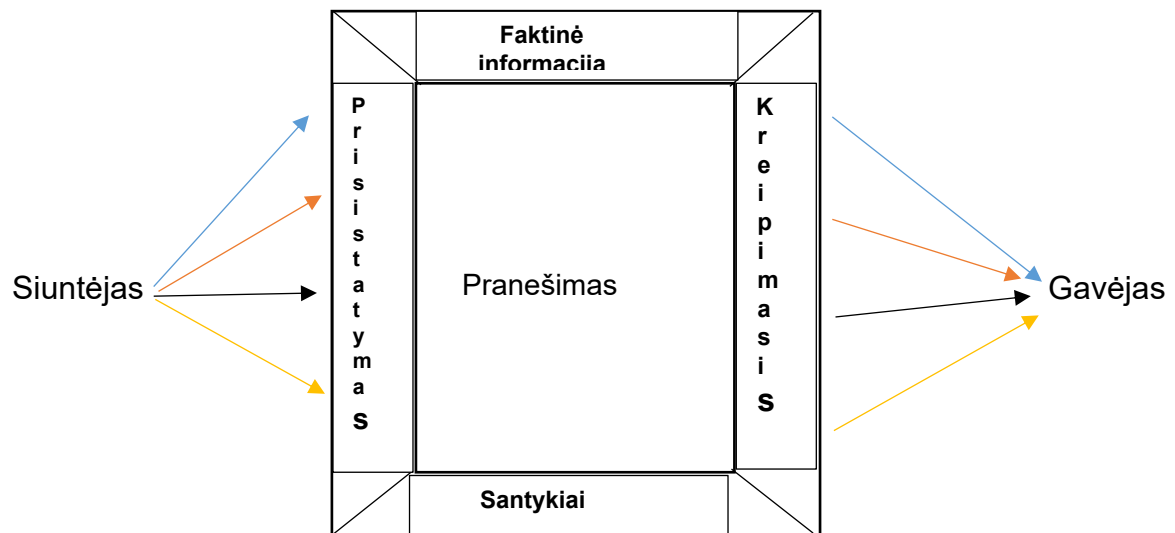 Faktinė
informacija
Siuntėjas
Prisistatymas
Pranešimas
Kreipimasis
Gavėjas
Santykiai